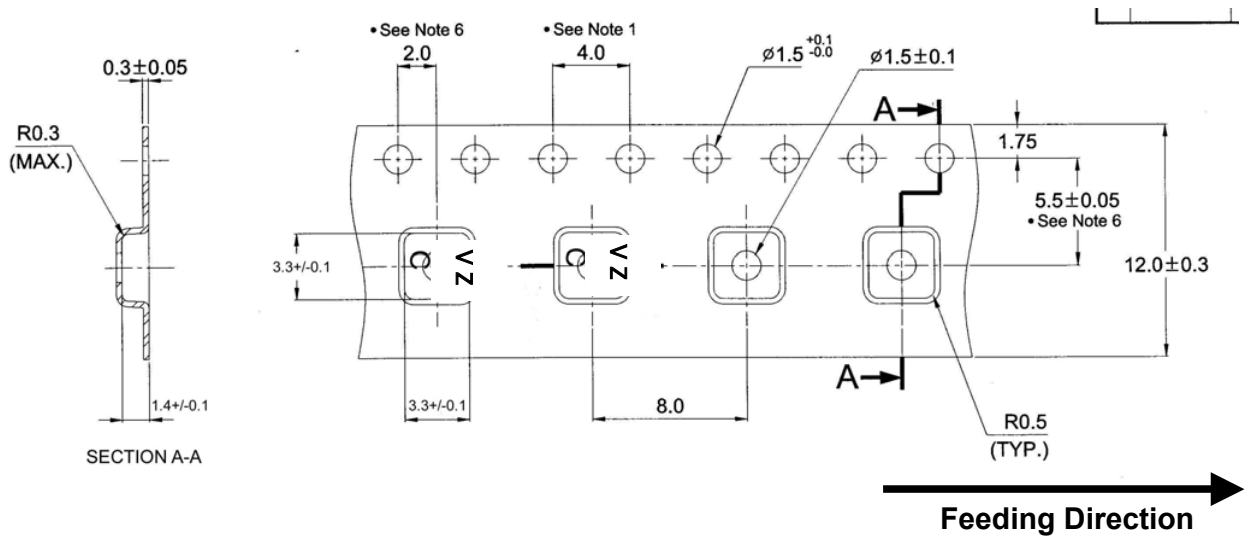 • See Note 6
2.0
• See Note 1
4.0
0.3±0.05
ø1.5 +0.1 -0.0
ø1.5±0.1
A
R0.3
(MAX.)
1.75
5.5±0.05
• See Note 6
12.0±0.3
3.3+/-0.1
C
V Z
C
V Z
A
1.4+/-0.1
3.3+/-0.1
8.0
R0.5
(TYP.)
SECTION A-A
Feeding Direction